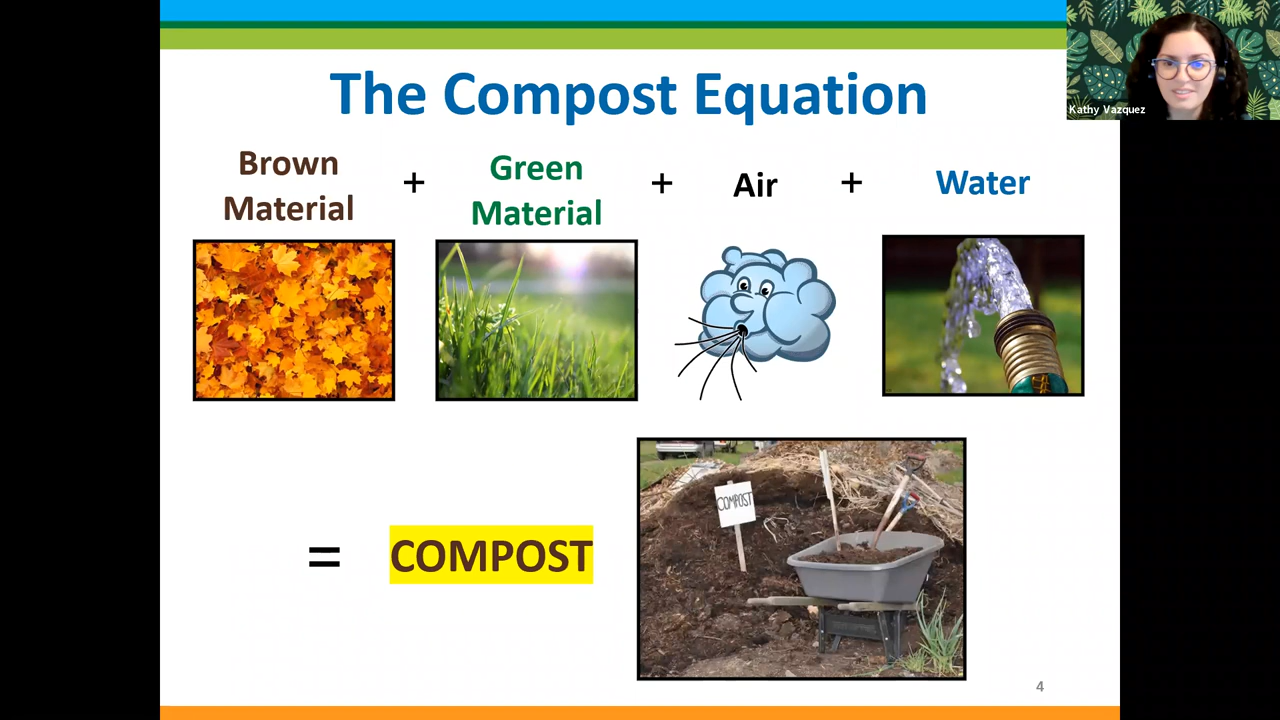 The Compost Equation
Kathy Vazquez
Brown
Material
+
Green
Material
+
Air
+
Water
=
COMPOST
COMPOST
4